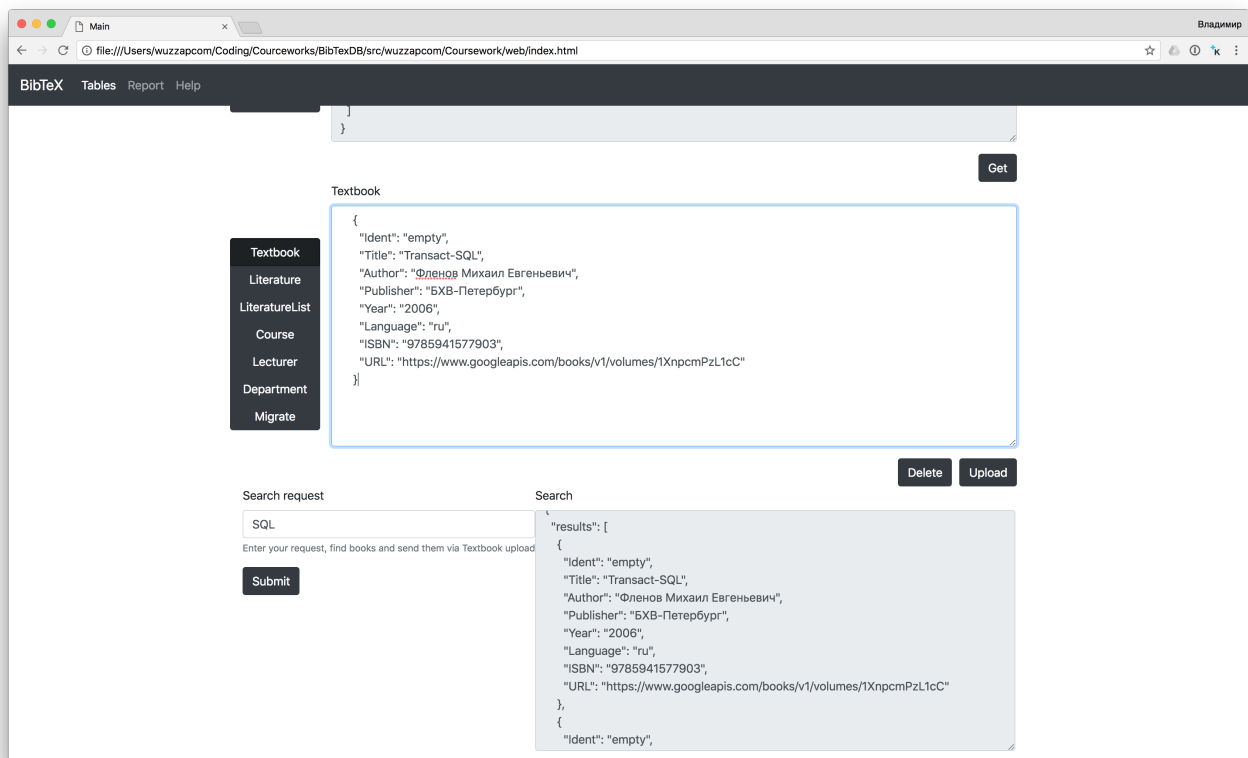 Main
Владимир
file:///Users/wuzzapcom/Coding/Courceworks/BibTexDB/src/wuzzapcom/Coursework/web/index.html
BibTeX Tables Report Help
]
}
Get
Textbook
{
"Ident": "empty",
"Title": "Transact-SQL",
"Author": "Фленов Михаил Евгеньевич",
"Publisher": "БХВ-Петербург",
"Year": "2006",
"Language": "ru",
"ISBN": "9785941577903",
"URL": "https://www.googleapis.com/books/v1/volumes/1XnpcmPzL1cC"
}
Textbook
Literature
LiteratureList
Course
Lecturer
Department
Migrate
Delete Upload
Search request
SQL
Enter your request, find books and send them via Textbook upload
Submit
Search
{
"results": [
{
"Ident": "empty",
"Title": "Transact-SQL",
"Author": "Фленов Михаил Евгеньевич",
"Publisher": "БХВ-Петербург",
"Year": "2006",
"Language": "ru",
"ISBN": "9785941577903",
"URL": "https://www.googleapis.com/books/v1/volumes/1XnpcmPzL1cC"
},
{
"Ident": "empty",